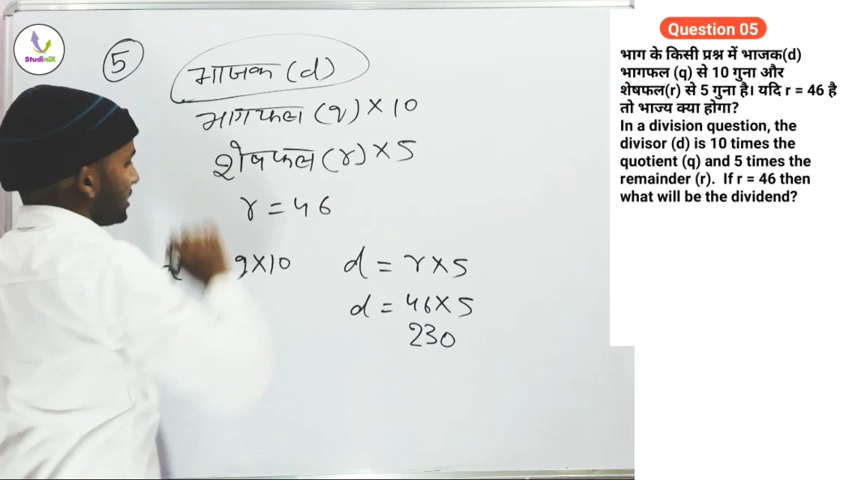 StudiniX
5
भाजक (d)
भागफल (q) × 10
शेषफल (r) × 5
r = 46
q×10
d = r × 5
d = 46 × 5
230
Question 05
भाग के किसी प्रश्न में भाजक(d)
भागफल (q) से 10 गुना और
शेषफल(r) से 5 गुना है। यदि r = 46 है
तो भाज्य क्या होगा?
In a division question, the
divisor (d) is 10 times the
quotient (q) and 5 times the
remainder (r).  If r = 46 then
what will be the dividend?